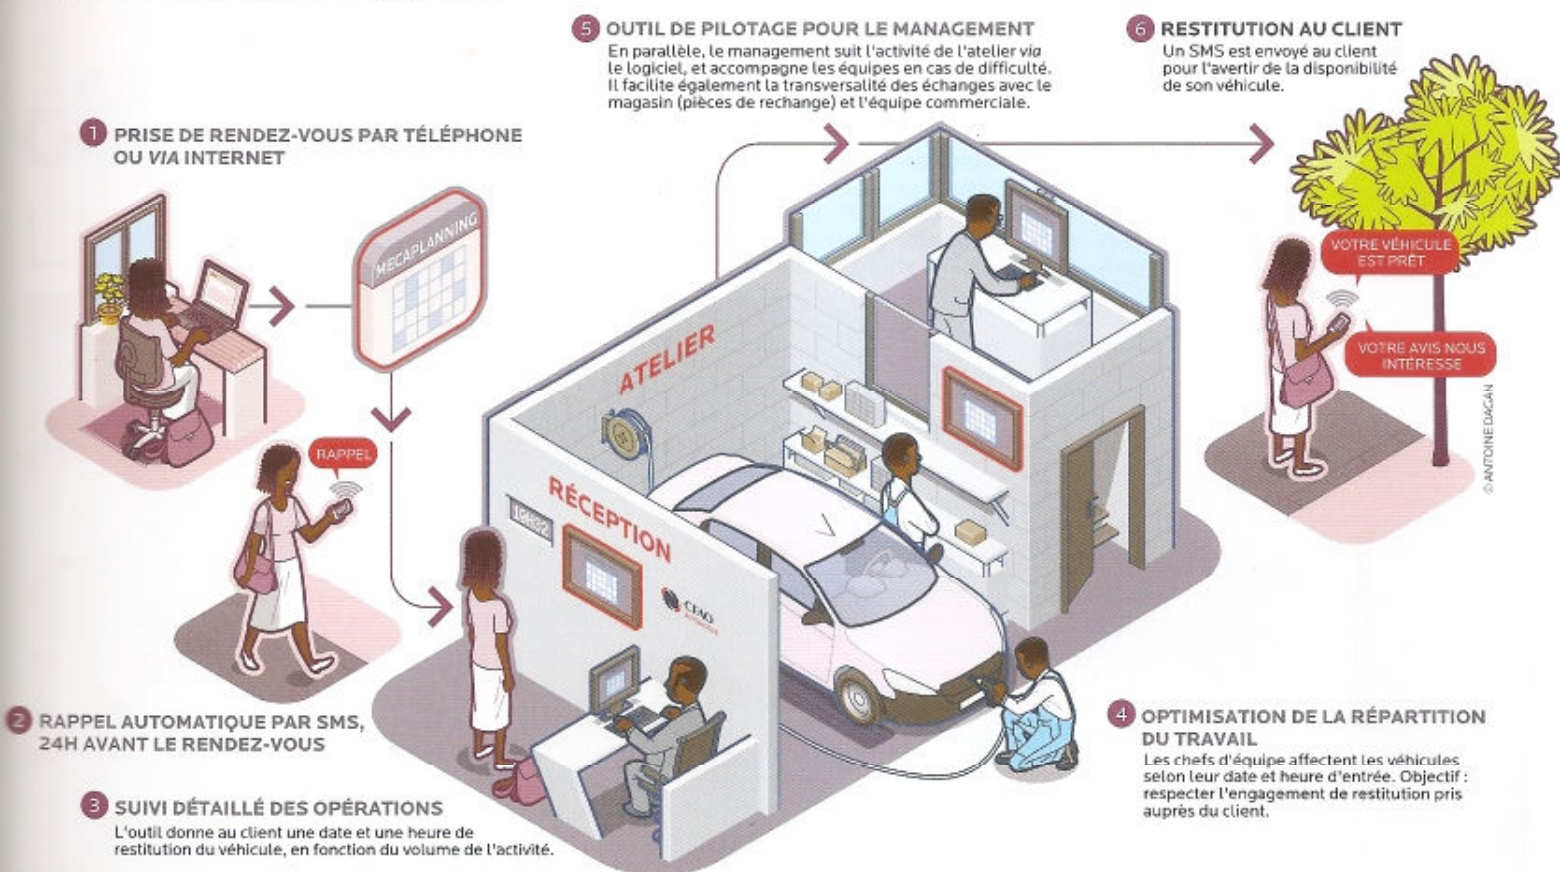 1 PRISE DE RENDEZ-VOUS PAR TÉLÉPHONE
OU VIA INTERNET
MECAPLANNING
RAPPEL
2 RAPPEL AUTOMATIQUE PAR SMS,
24H AVANT LE RENDEZ-VOUS
3 SUIVI DÉTAILLÉ DES OPÉRATIONS
L'outil donne au client une date et une heure de
restitution du véhicule, en fonction du volume de l'activité.
ATELIER
RÉCEPTION
CFAO
AUTOMOTIVE
4 OPTIMISATION DE LA RÉPARTITION
DU TRAVAIL
Les chefs d'équipe affectent les véhicules
selon leur date et heure d'entrée. Objectif :
respecter l'engagement de restitution pris
auprès du client.
5 OUTIL DE PILOTAGE POUR LE MANAGEMENT
En parallèle, le management suit l'activité de l'atelier via
le logiciel, et accompagne les équipes en cas de difficulté.
Il facilite également la transversalité des échanges avec le
magasin (pièces de rechange) et l'équipe commerciale.
6 RESTITUTION AU CLIENT
Un SMS est envoyé au client
pour l'avertir de la disponibilité
de son véhicule.
VOTRE VÉHICULE
EST PRÊT
VOTRE AVIS NOUS
INTÉRESSE
© ANTOINE DAGAN